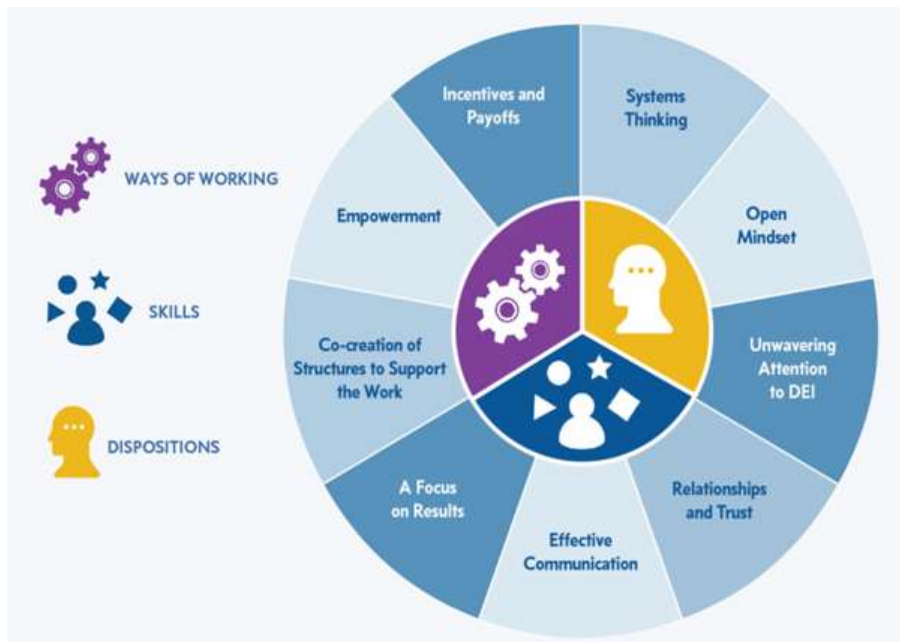 WAYS OF WORKING
SKILLS
DISPOSITIONS
Incentives and
Payoffs
Systems
Thinking
Empowerment
Open
Mindset
Co-creation of
Structures to Support
the Work
Unwavering
Attention
to DEI
A Focus
on Results
Relationships
and Trust
Effective
Communication